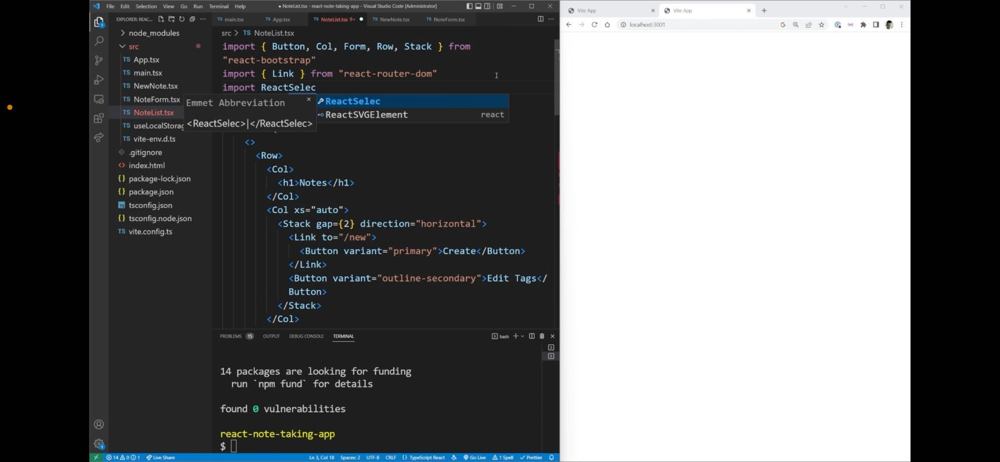 File Edit Selection View Go Run Terminal Help
● NoteList.tsx - react-note-taking-app - Visual Studio Code [Administrator]
EXPLORER: REAC...
node_modules
src
TS App.tsx
TS main.tsx
TS NewNote.tsx
TS NoteForm.tsx
TS NoteList.tsx
TS useLocalStorag
TS vite-env.d.ts
.gitignore
index.html
package-lock.json
package.json
tsconfig.json
tsconfig.node.json
TS vite.config.ts
TS main.tsx TS App.tsx TS NoteList.tsx 9+ ● TS NewNote.tsx TS NoteForm.tsx
src > TS NoteList.tsx
import { Button, Col, Form, Row, Stack } from
"react-bootstrap"
import { Link } from "react-router-dom"
import ReactSelec
Emmet Abbreviation
<ReactSelec>|</ReactSelec>
ReactSelec
ReactSVGElement react
<>
<Row>
<Col>
<h1>Notes</h1>
</Col>
<Col xs="auto">
<Stack gap={2} direction="horizontal">
<Link to="/new">
<Button variant="primary">Create</Button>
</Link>
<Button variant="outline-secondary">Edit Tags</
Button>
</Stack>
</Col>
PROBLEMS 15 OUTPUT DEBUG CONSOLE TERMINAL
bash
14 packages are looking for funding
run `npm fund` for details
found 0 vulnerabilities
react-note-taking-app
$
14 0 1 Live Share
Ln 3, Col 18 Spaces: 2 UTF-8 CRLF {} TypeScript React Go Live 1 Spell Prettier
Vite App
Vite App
localhost:3001